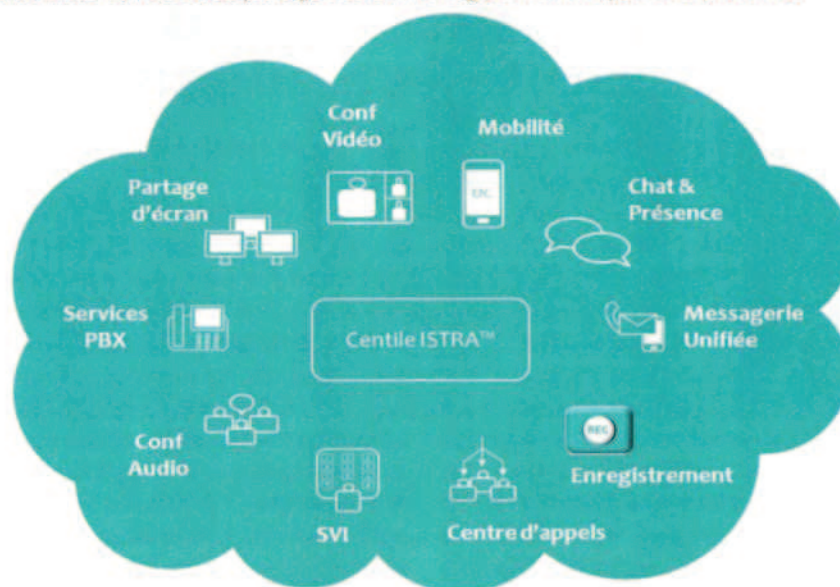 Conf
Vidéo
Mobilité
Partage
d'écran
Chat &
Présence
Services
PBX
Centile ISTRA™
Messagerie
Unifiée
Conf
Audio
REC
Enregistrement
SVI
Centre d'appels